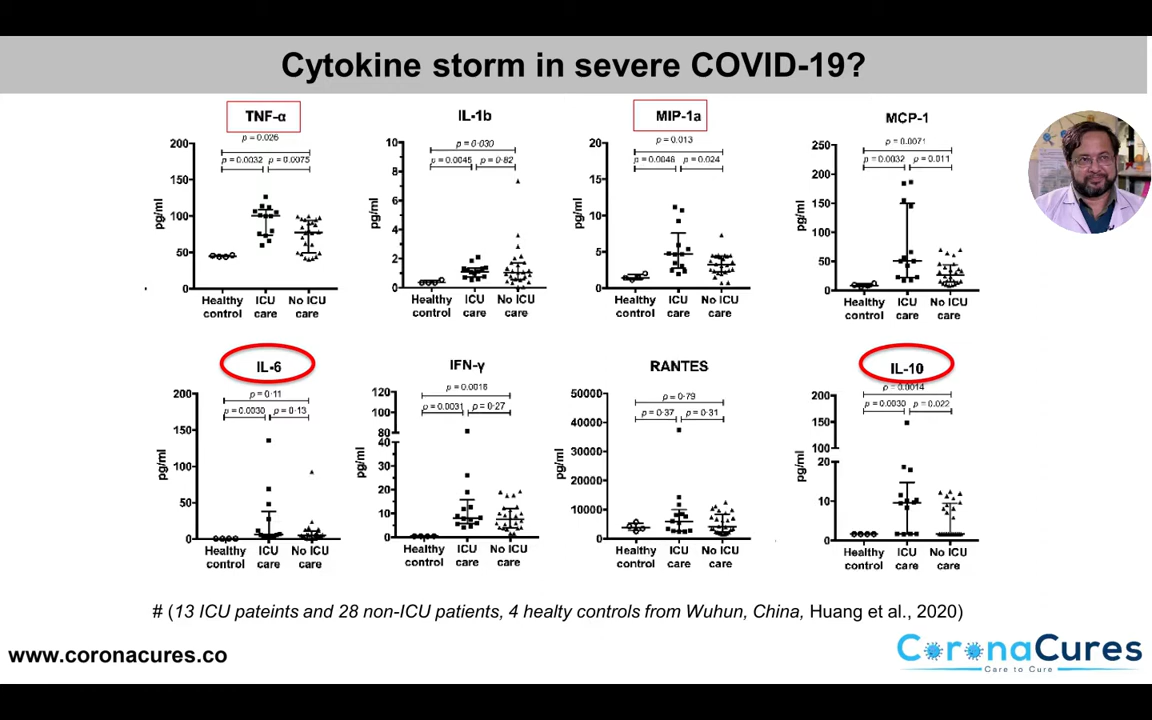 Cytokine storm in severe COVID-19?
TNF-α
p = 0.026
p = 0.0032 p = 0.0075
200
150
100
50
0
pg/ml
Healthy control
ICU care
No ICU care
IL-1b
p = 0·030
p = 0.0045 p = 0·82
10
8
6
4
2
0
pg/ml
Healthy control
ICU care
No ICU care
MIP-1a
p = 0.013
p = 0.0046 p = 0·024
20
15
10
5
0
pg/ml
Healthy control
ICU care
No ICU care
MCP-1
p = 0.0071
p = 0.0032 p = 0·011
250
200
150
100
50
0
pg/ml
Healthy control
ICU care
No ICU care
IL-6
p = 0·11
p = 0.0030 p = 0·13
200
150
100
50
0
pg/ml
Healthy control
ICU care
No ICU care
IFN-γ
p = 0.0016
p = 0.0031 p = 0·27
120
100
80
40
30
20
10
0
pg/ml
Healthy control
ICU care
No ICU care
RANTES
p = 0·79
p = 0·37 p = 0·31
50000
40000
30000
20000
10000
0
pg/ml
Healthy control
ICU care
No ICU care
IL-10
p = 0.0014
p = 0.0030 p = 0·022
200
150
100
20
10
0
pg/ml
Healthy control
ICU care
No ICU care
# (13 ICU pateints and 28 non-ICU patients, 4 healty controls from Wuhun, China, Huang et al., 2020)
www.coronacures.co
CoronaCures
Care to Cure